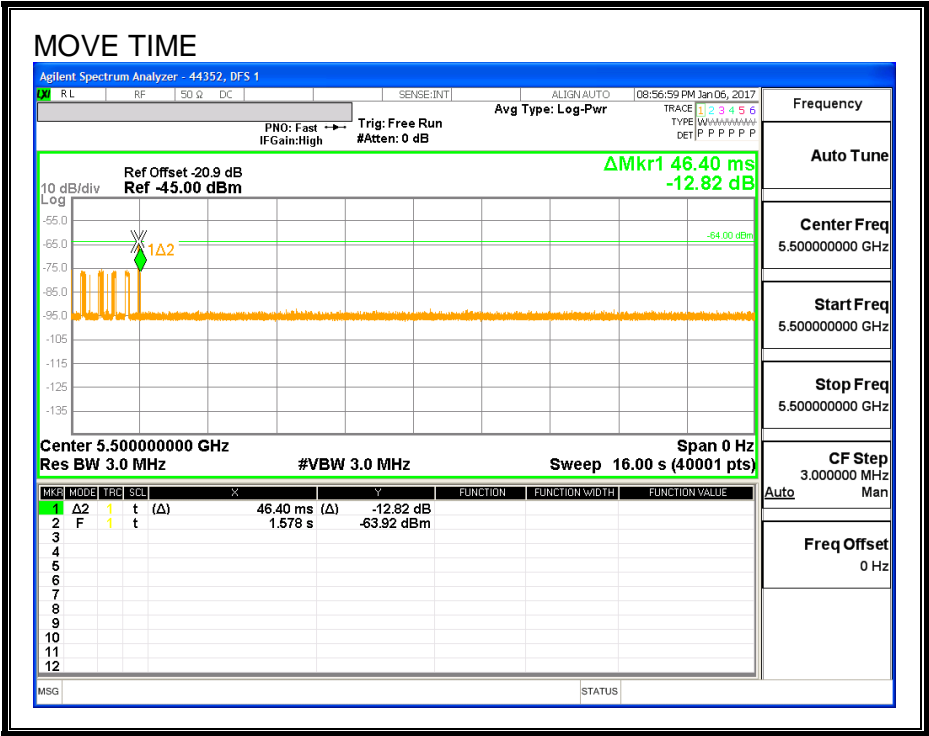 MOVE TIME
Agilent Spectrum Analyzer - 44352, DFS 1
LXI RL RF 50 Ω DC SENSE:INT ALIGNAUTO 08:56:59 PM Jan 06, 2017
PNO: Fast
IFGain:High
Trig: Free Run
#Atten: 0 dB
Avg Type: Log-Pwr
TRACE 1 2 3 4 5 6
TYPE WWWWWW
DET P P P P P P
ΔMkr1 46.40 ms
-12.82 dB
Ref Offset -20.9 dB
10 dB/div Ref -45.00 dBm
Log
-55.0
-65.0
-75.0
-85.0
-95.0
-105
-115
-125
-135
1Δ2
-64.00 dBm
Center 5.500000000 GHz Span 0 Hz
Res BW 3.0 MHz #VBW 3.0 MHz Sweep 16.00 s (40001 pts)
MKR MODE TRC SCL X Y FUNCTION FUNCTION WIDTH FUNCTION VALUE
1 Δ2 1 t (Δ) 46.40 ms (Δ) -12.82 dB
2 F 1 t 1.578 s -63.92 dBm
3
4
5
6
7
8
9
10
11
12
MSG STATUS
Frequency
Auto Tune
Center Freq
5.500000000 GHz
Start Freq
5.500000000 GHz
Stop Freq
5.500000000 GHz
CF Step
3.000000 MHz
Auto Man
Freq Offset
0 Hz